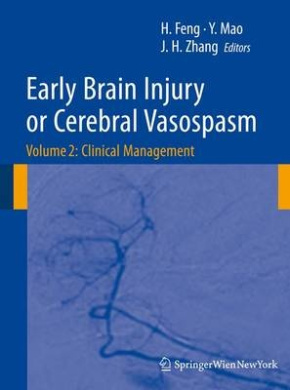 H. Feng · Y. Mao
J. H. Zhang Editors
Early Brain Injury
or Cerebral Vasospasm
Volume 2: Clinical Management
SpringerWienNewYork